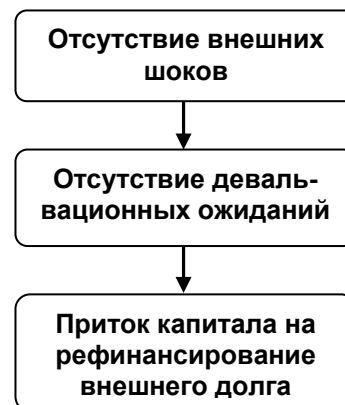 Отсутствие внешних
шоков
Отсутствие деваль-
вационных ожиданий
Приток капитала на
рефинансирование
внешнего долга